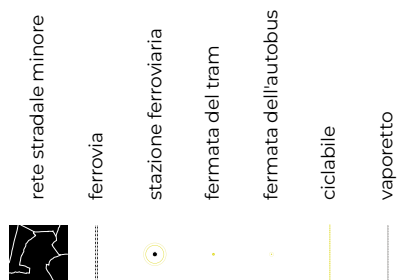 rete stradale minore
ferrovia
stazione ferroviaria
fermata del tram
fermata dell'autobus
ciclabile
vaporetto